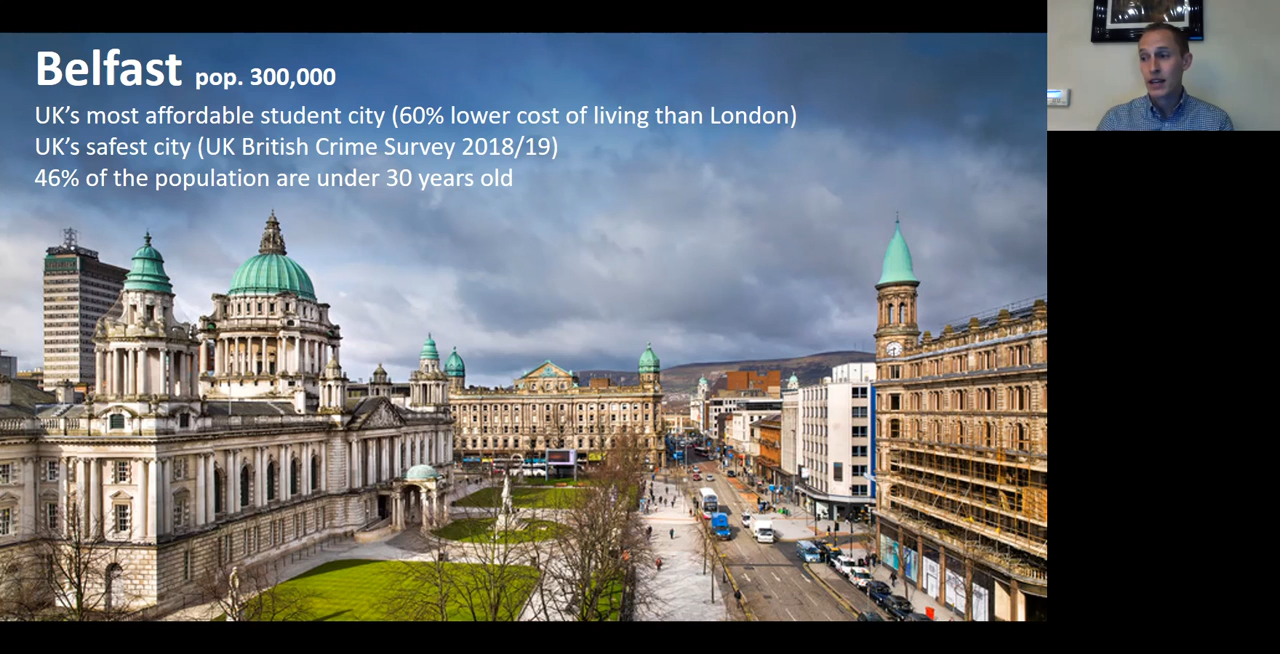 Belfast pop. 300,000
UK's most affordable student city (60% lower cost of living than London)
UK's safest city (UK British Crime Survey 2018/19)
46% of the population are under 30 years old